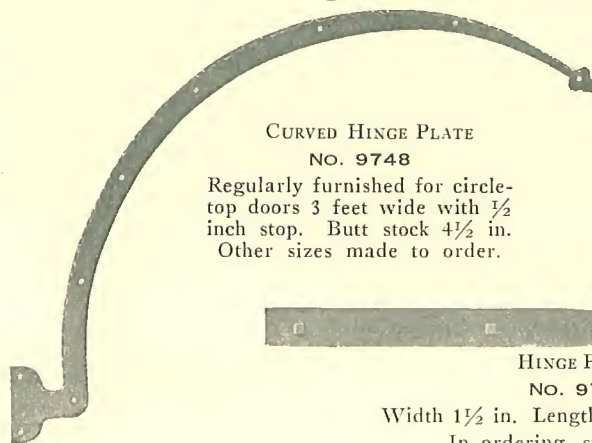 CURVED HINGE PLATE
NO. 9748
Regularly furnished for circle-
top doors 3 feet wide with ½
inch stop. Butt stock 4½ in.
Other sizes made to order.
HINGE P
NO. 97
Width 1½ in. Length
In ordering, s